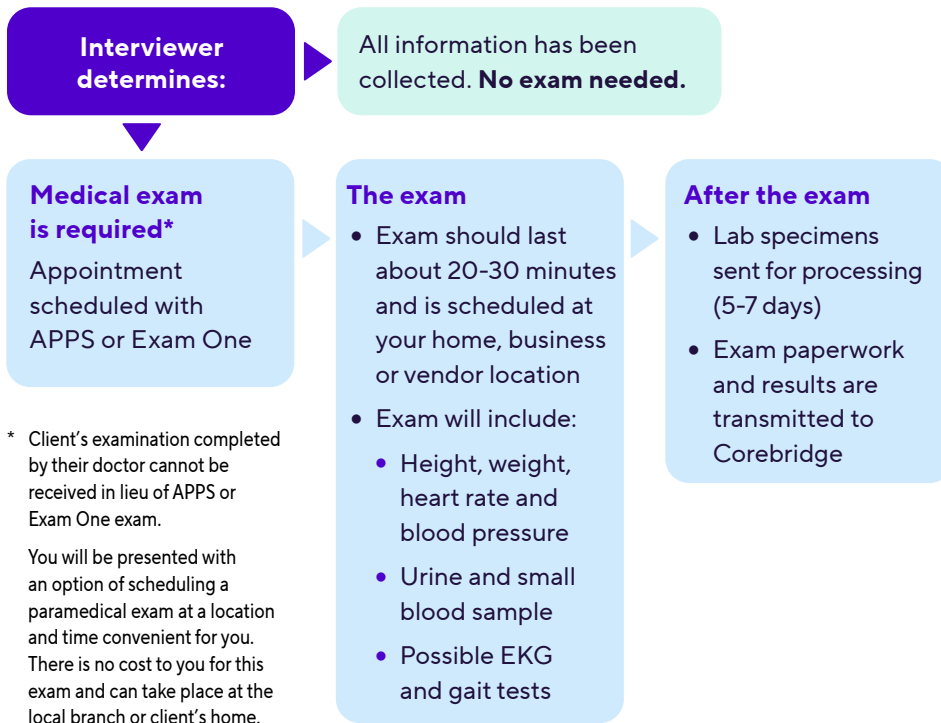 Interviewer
determines:
All information has been
collected. No exam needed.
Medical exam
is required*
Appointment
scheduled with
APPS or Exam One
The exam
• Exam should last
about 20-30 minutes
and is scheduled at
your home, business
or vendor location
• Exam will include:
• Height, weight,
heart rate and
blood pressure
• Urine and small
blood sample
• Possible EKG
and gait tests
After the exam
• Lab specimens
sent for processing
(5-7 days)
• Exam paperwork
and results are
transmitted to
Corebridge
* Client's examination completed
by their doctor cannot be
received in lieu of APPS or
Exam One exam.
You will be presented with
an option of scheduling a
paramedical exam at a location
and time convenient for you.
There is no cost to you for this
exam and can take place at the
local branch or client's home.